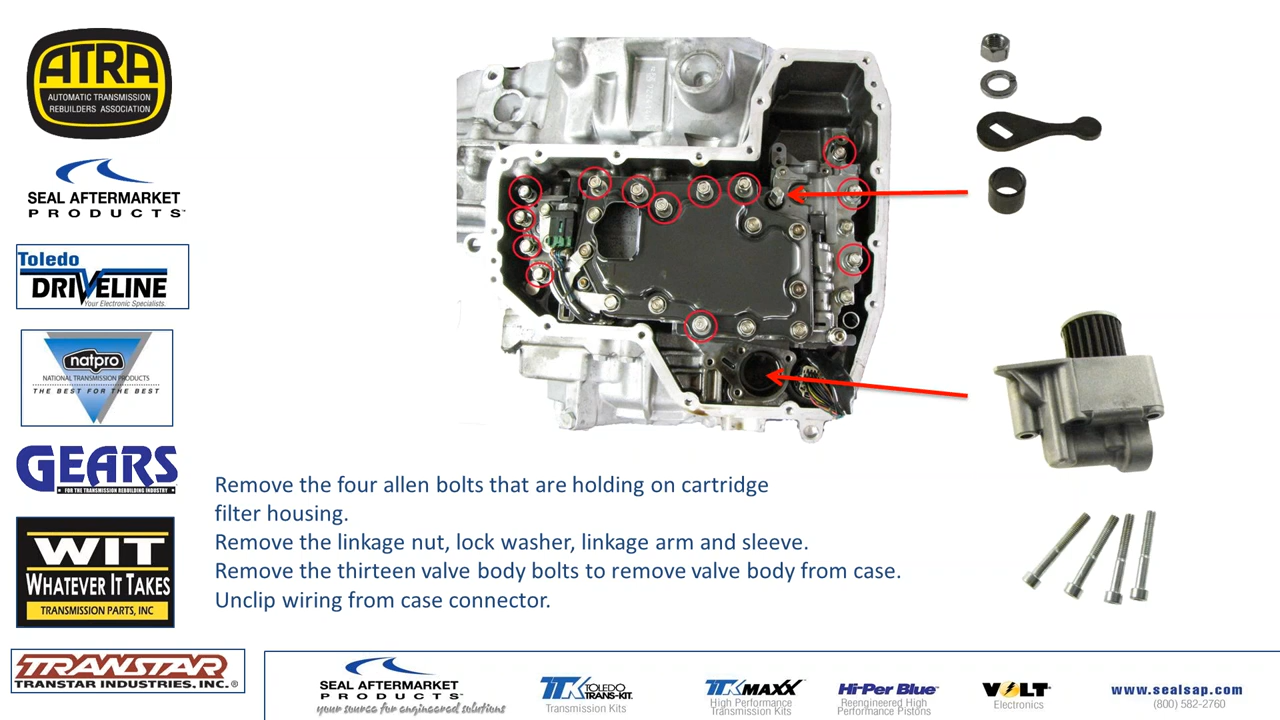 ATRA
AUTOMATIC TRANSMISSION
REBUILDERS ASSOCIATION
SEAL AFTERMARKET
PRODUCTS™
Toledo
DRIVELINE
Your Electronic Specialists.
natpro
NATIONAL TRANSMISSION PRODUCTS
THE BEST FOR THE BEST
GEARS
FOR THE TRANSMISSION REBUILDING INDUSTRY
WIT
WHATEVER IT TAKES
TRANSMISSION PARTS, INC
TRANSTAR
TRANSTAR INDUSTRIES, INC.®
Remove the four allen bolts that are holding on cartridge
filter housing.
Remove the linkage nut, lock washer, linkage arm and sleeve.
Remove the thirteen valve body bolts to remove valve body from case.
Unclip wiring from case connector.
SEAL AFTERMARKET
PRODUCTS™
your source for engineered solutions
TTK TOLEDO
TRANS-KIT.
Transmission Kits
TTKMAXX™
High Performance
Transmission Kits
Hi-Per Blue™
Reengineered High
Performance Pistons
VOLT
Electronics
www.sealsap.com
(800) 582-2760